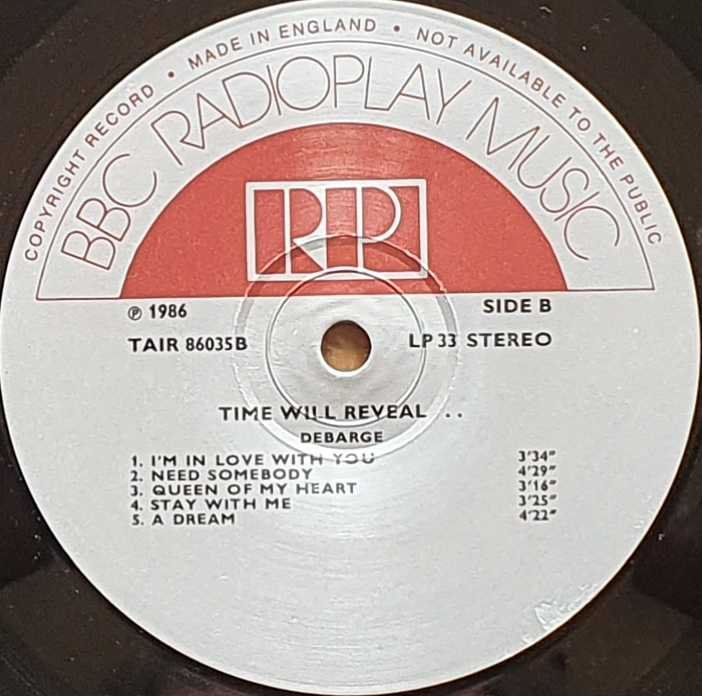 COPYRIGHT RECORD • MADE IN ENGLAND • NOT AVAILABLE TO THE PUBLIC
BBC RADIOPLAY MUSIC
RP
℗ 1986
SIDE B
TAIR 86035B
LP 33 STEREO
TIME WILL REVEAL . .
DEBARGE
1. I'M IN LOVE WITH YOU 3'34"
2. NEED SOMEBODY 4'29"
3. QUEEN OF MY HEART 3'16"
4. STAY WITH ME 3'25"
5. A DREAM 4'22"